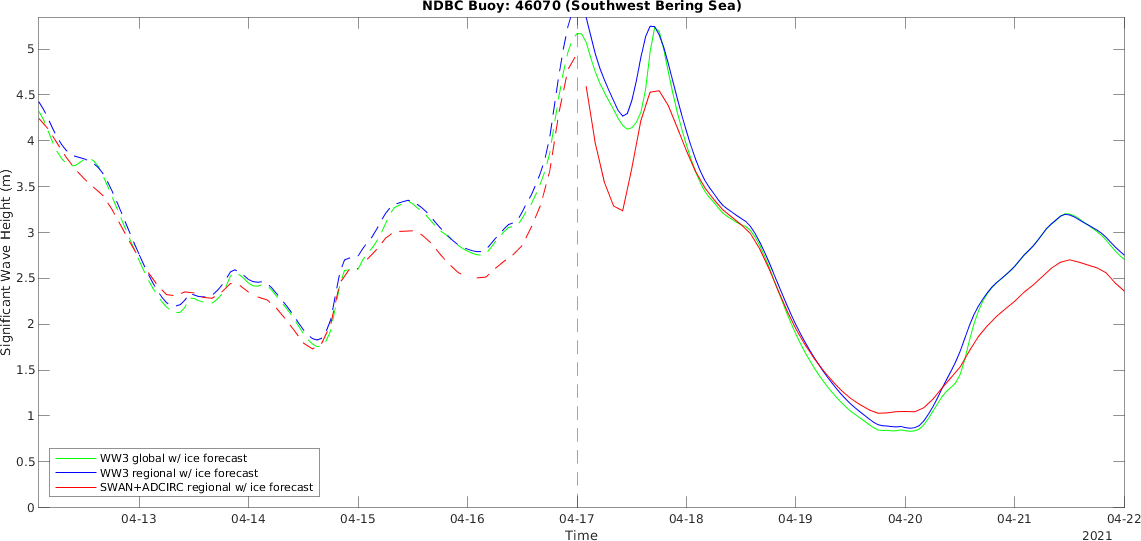 NDBC Buoy: 46070 (Southwest Bering Sea)
Significant Wave Height (m)
5
4.5
4
3.5
3
2.5
2
1.5
1
0.5
0
WW3 global w/ ice forecast
WW3 regional w/ ice forecast
SWAN+ADCIRC regional w/ ice forecast
04-13 04-14 04-15 04-16 04-17 04-18 04-19 04-20 04-21 04-22
Time
2021